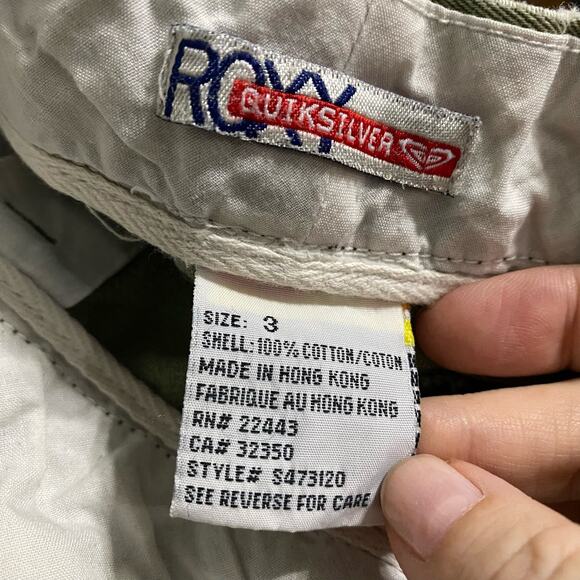 ROXY
QUIKSILVER
SIZE: 3
SHELL: 100% COTTON/COTON
MADE IN HONG KONG
FABRIQUE AU HONG KONG
RN# 22443
CA# 32350
STYLE# S473120
SEE REVERSE FOR CARE